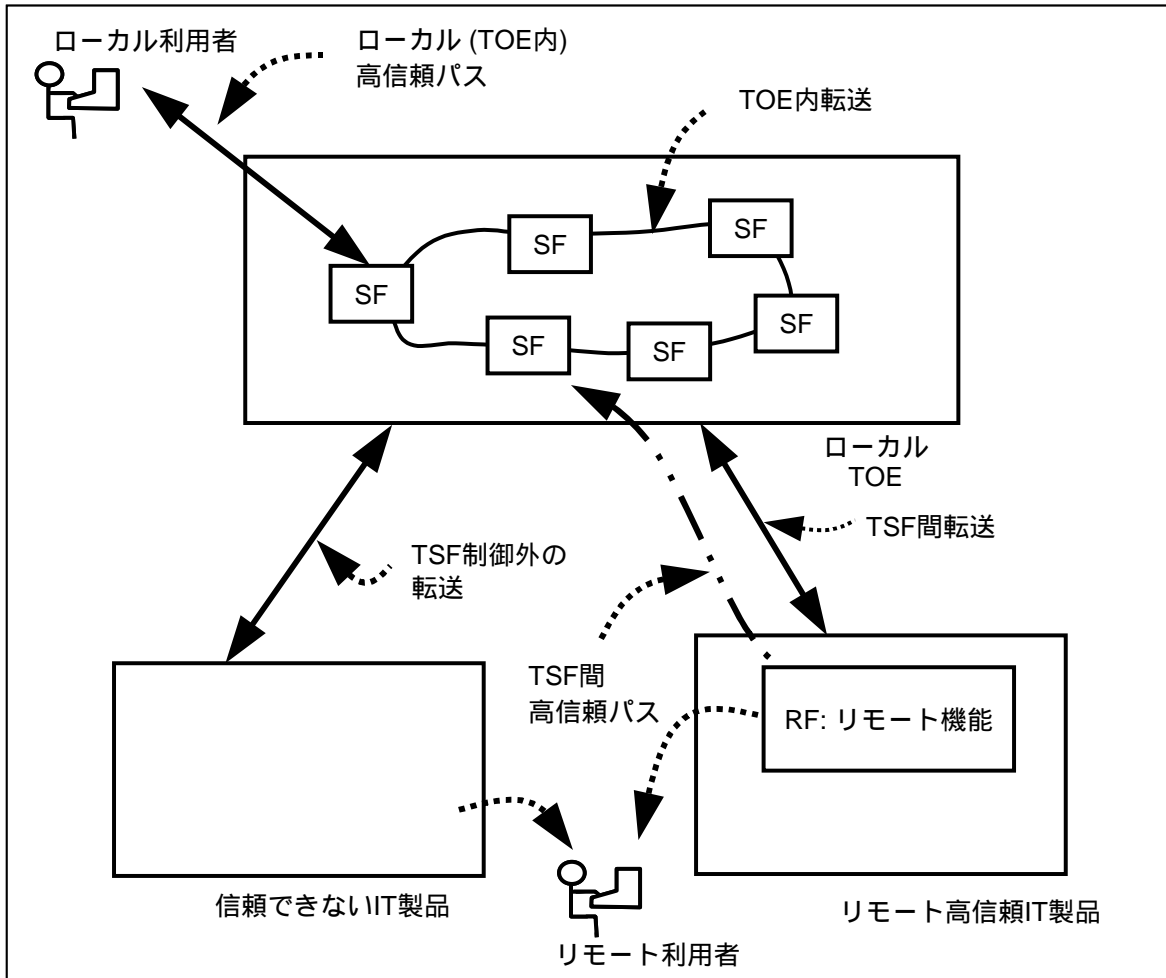 ローカル利用者
ローカル (TOE内)
高信頼パス
TOE内転送
SF
SF
SF
SF
SF
SF
ローカル
TOE
TSF間転送
TSF制御外の
転送
TSF間
高信頼パス
RF: リモート機能
信頼できないIT製品
リモート高信頼IT製品
リモート利用者